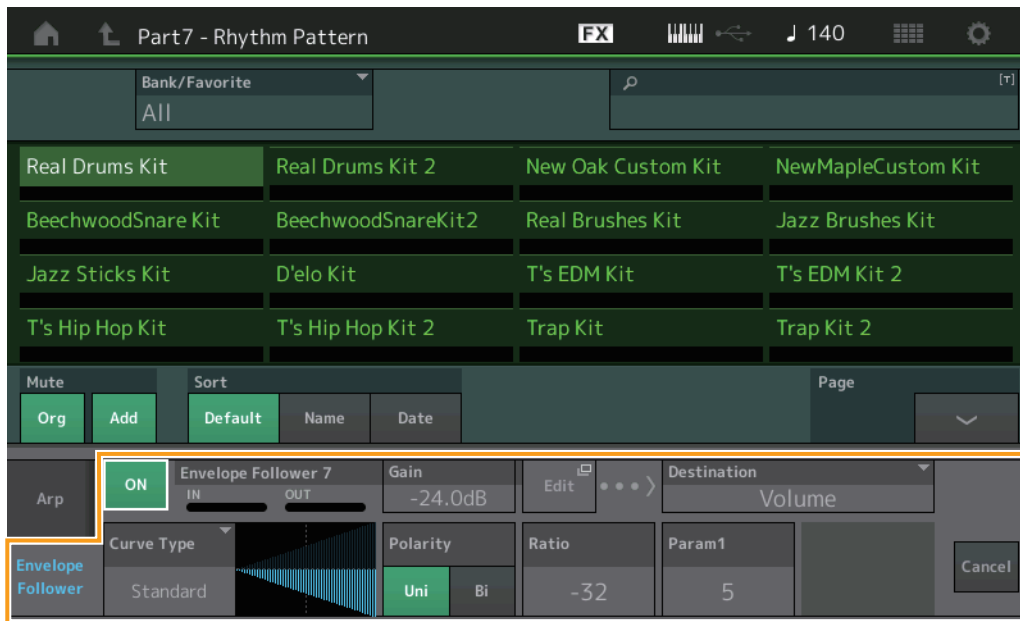 Part7 - Rhythm Pattern FX ♩ 140
Bank/Favorite
All
[T]
Real Drums Kit Real Drums Kit 2 New Oak Custom Kit NewMapleCustom Kit
BeechwoodSnare Kit BeechwoodSnareKit2 Real Brushes Kit Jazz Brushes Kit
Jazz Sticks Kit D'elo Kit T's EDM Kit T's EDM Kit 2
T's Hip Hop Kit T's Hip Hop Kit 2 Trap Kit Trap Kit 2
Mute Sort Page
Org Add Default Name Date
Arp
ON Envelope Follower 7 Gain Edit Destination
IN OUT -24.0dB Volume
Envelope
Follower
Curve Type Polarity Ratio Param1
Standard Uni Bi -32 5
Cancel